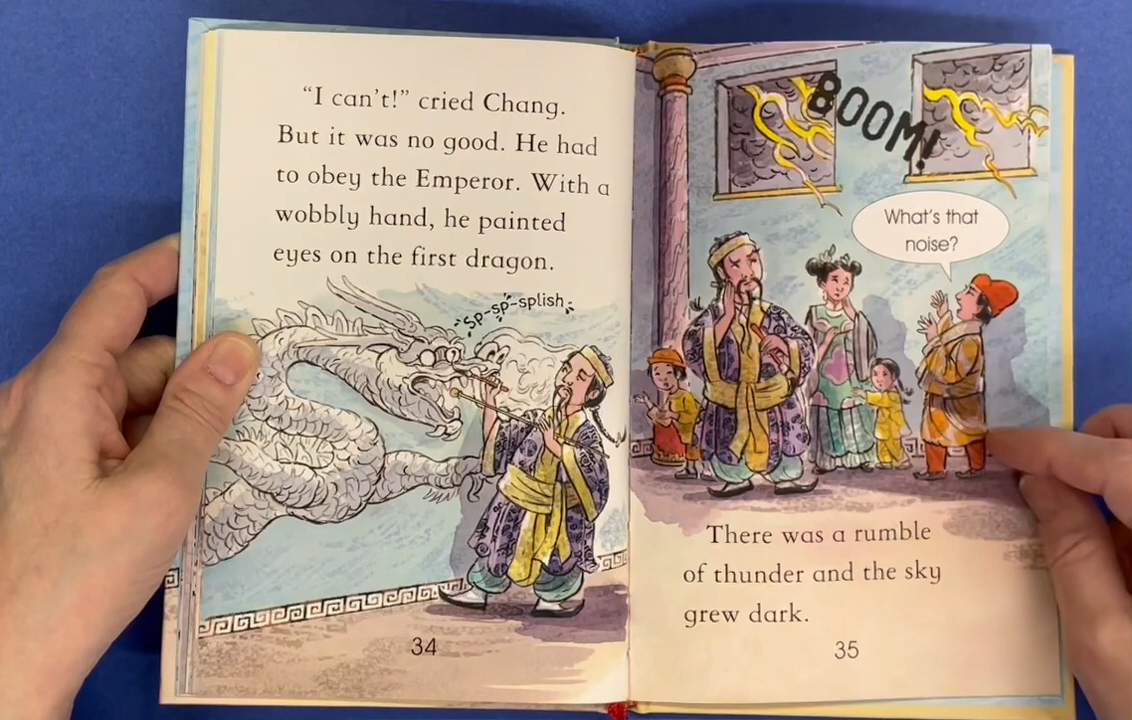 “I can’t!” cried Chang.
But it was no good. He had
to obey the Emperor. With a
wobbly hand, he painted
eyes on the first dragon.
Sp-sp-splish
34
BOOM!
What’s that
noise?
There was a rumble
of thunder and the sky
grew dark.
35